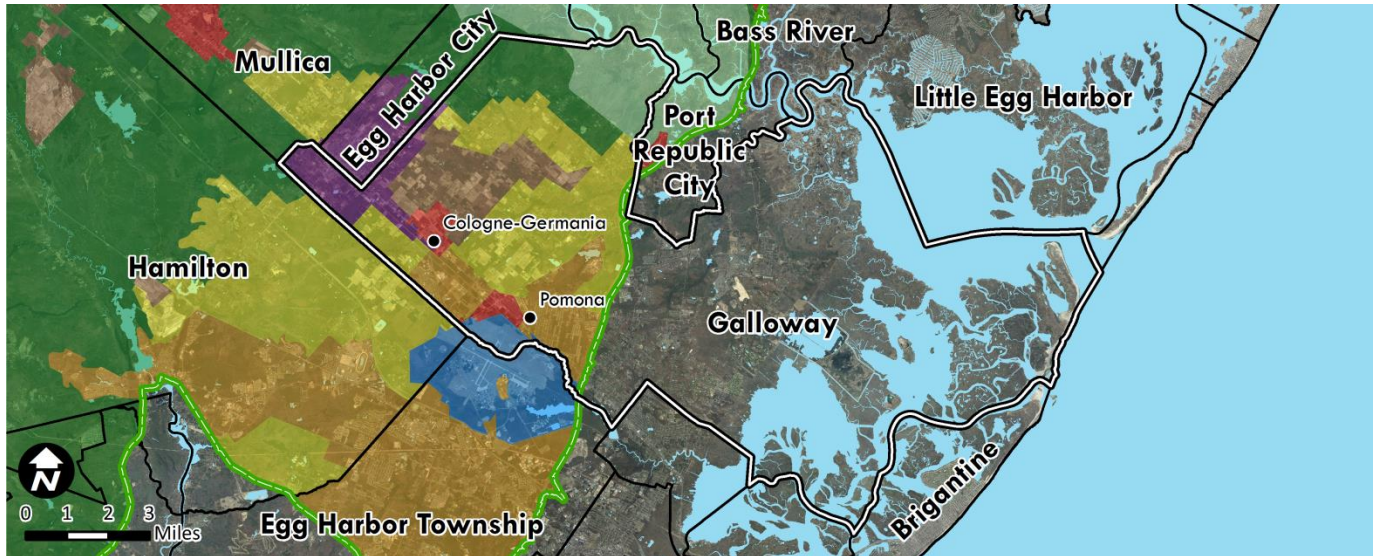 Mullica
Egg Harbor City
Bass River
Little Egg Harbor
Port
Republic
City
Cologne-Germania
Hamilton
Pomona
Galloway
Brigantine
Egg Harbor Township
N
0 1 2 3
Miles